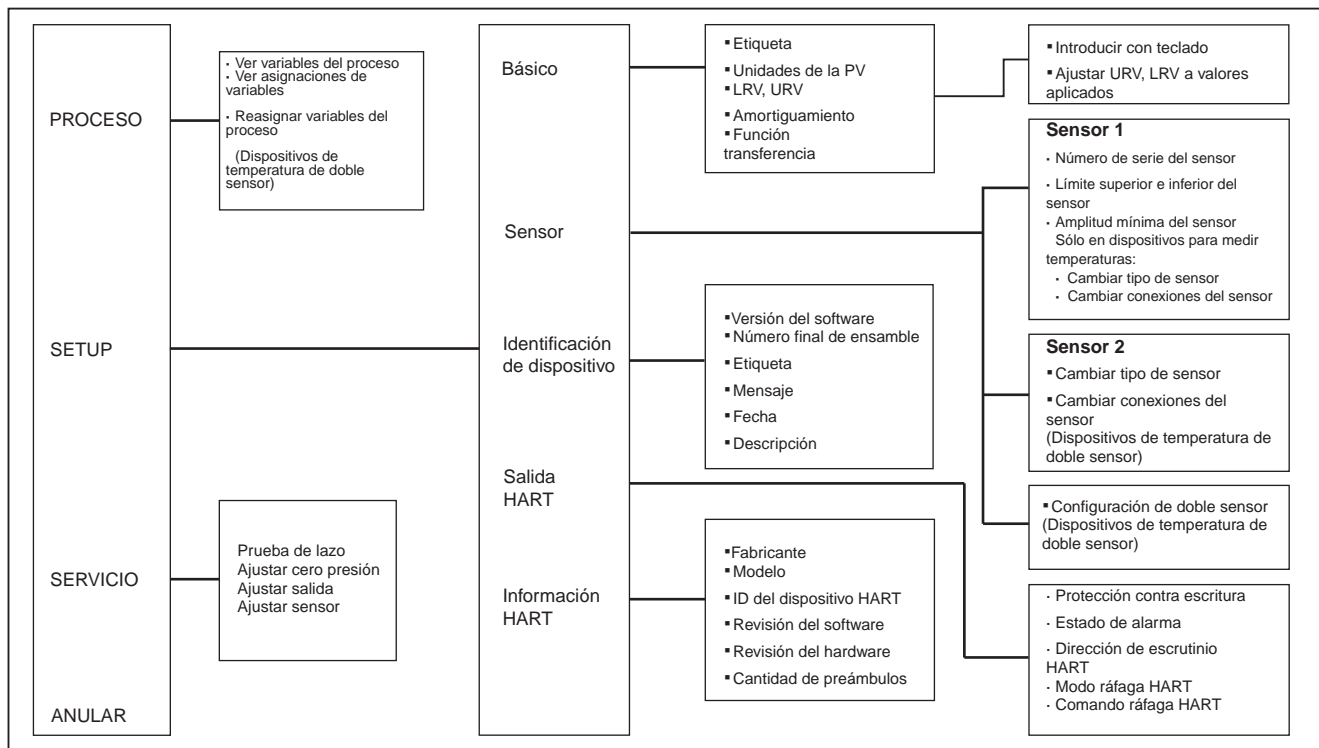 PROCESO
SETUP
SERVICIO
ANULAR
· Ver variables del proceso
· Ver asignaciones de
variables
· Reasignar variables del
proceso
(Dispositivos de
temperatura de doble
sensor)
Prueba de lazo
Ajustar cero presión
Ajustar salida
Ajustar sensor
Básico
Sensor
Identificación
de dispositivo
Salida
HART
Información
HART
▪ Etiqueta
▪ Unidades de la PV
▪ LRV, URV
▪ Amortiguamiento
▪ Función
transferencia
▪ Versión del software
▪ Número final de ensamble
▪ Etiqueta
▪ Mensaje
▪ Fecha
▪ Descripción
▪ Fabricante
▪ Modelo
▪ ID del dispositivo HART
▪ Revisión del software
▪ Revisión del hardware
▪ Cantidad de preámbulos
▪ Introducir con teclado
▪ Ajustar URV, LRV a valores
aplicados
Sensor 1
· Número de serie del sensor
· Límite superior e inferior del
sensor
· Amplitud mínima del sensor
Sólo en dispositivos para medir
temperaturas:
· Cambiar tipo de sensor
· Cambiar conexiones del sensor
Sensor 2
▪ Cambiar tipo de sensor
▪ Cambiar conexiones del
sensor
(Dispositivos de temperatura de
doble sensor)
▪ Configuración de doble sensor
(Dispositivos de temperatura de
doble sensor)
· Protección contra escritura
· Estado de alarma
· Dirección de escrutinio
HART
· Modo ráfaga HART
· Comando ráfaga HART